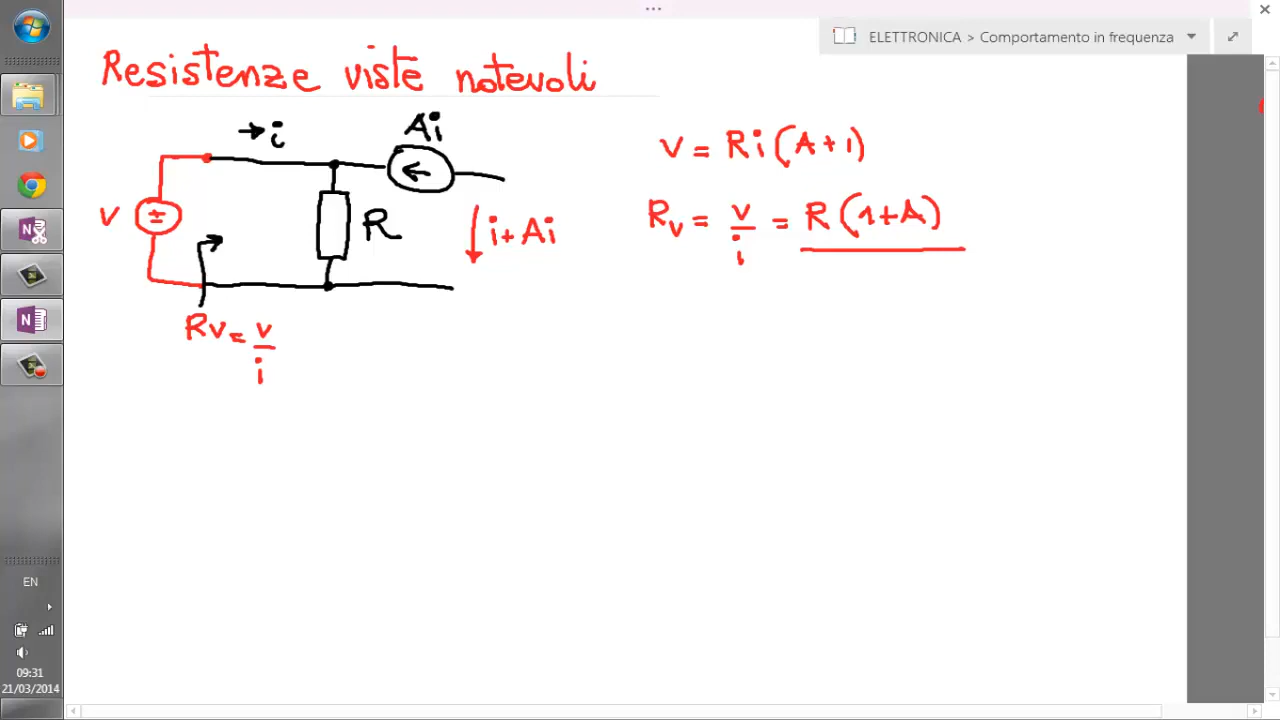 ELETTRONICA > Comportamento in frequenza
Resistenze viste notevoli
→ i
Ai
V = Ri (A + 1)
V
R
i + Ai
Rv = v/i = R (1+A)
Rv = v/i
EN
09:31
21/03/2014